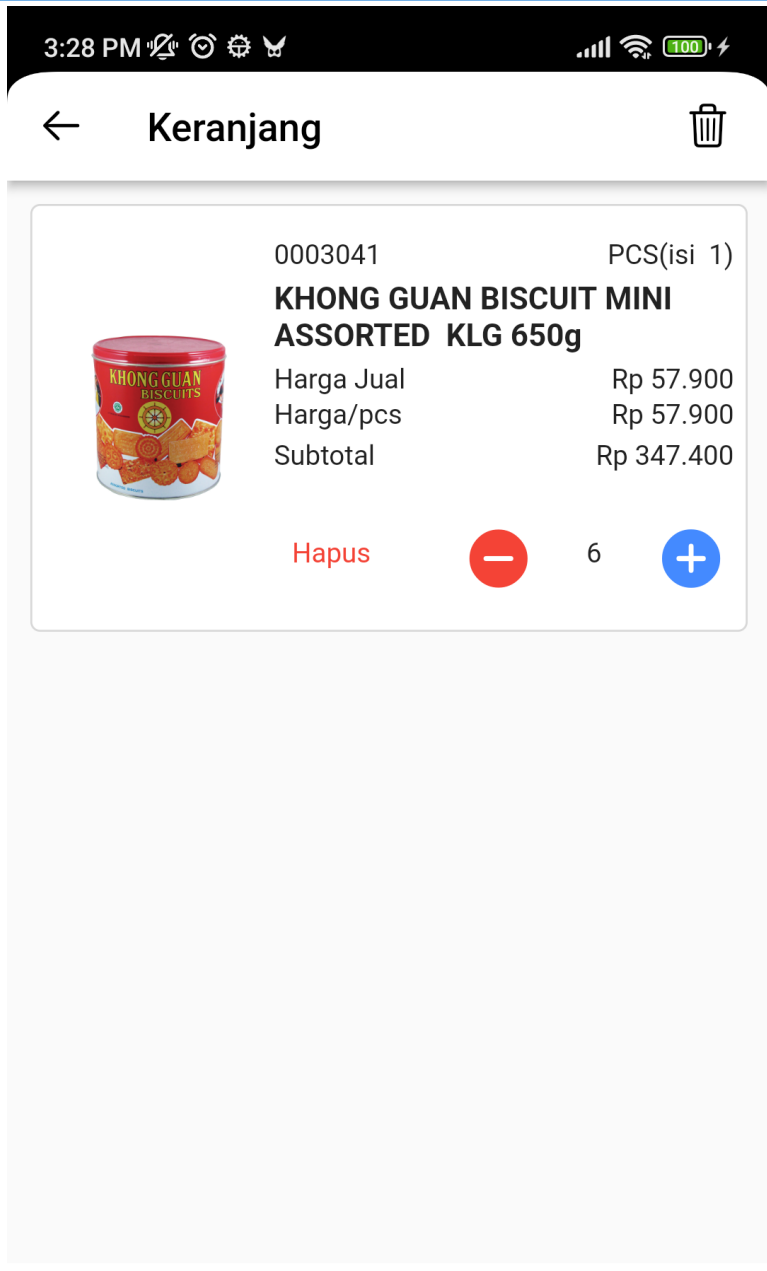 3:28 PM
100
Keranjang
0003041 PCS(isi 1)
KHONG GUAN BISCUIT MINI
ASSORTED KLG 650g
KHONG GUAN
BISCUITS
Harga Jual Rp 57.900
Harga/pcs Rp 57.900
Subtotal Rp 347.400
Hapus 6